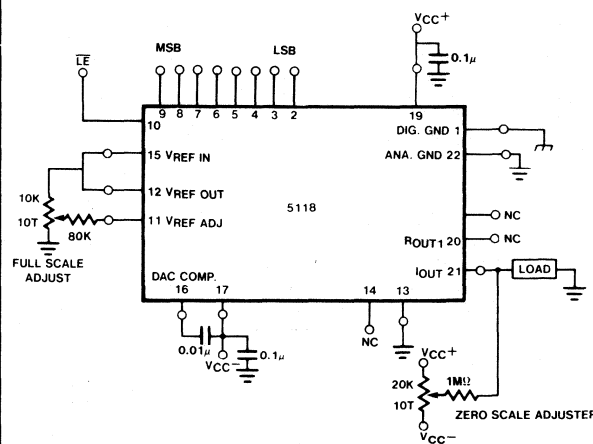 VCC+
0.1µ
MSB LSB
LE
9 8 7 6 5 4 3 2
19
10
DIG. GND 1
15 VREF IN
ANA. GND 22
12 VREF OUT
10K
10T
11 VREF ADJ
80K
5118
NC
ROUT1 20
NC
FULL SCALE
ADJUST
IOUT 21
LOAD
DAC COMP.
16 17
14
13
0.01µ
VCC-
0.1µ
NC
VCC+
20K
10T
1MΩ
VCC-
ZERO SCALE ADJUSTER